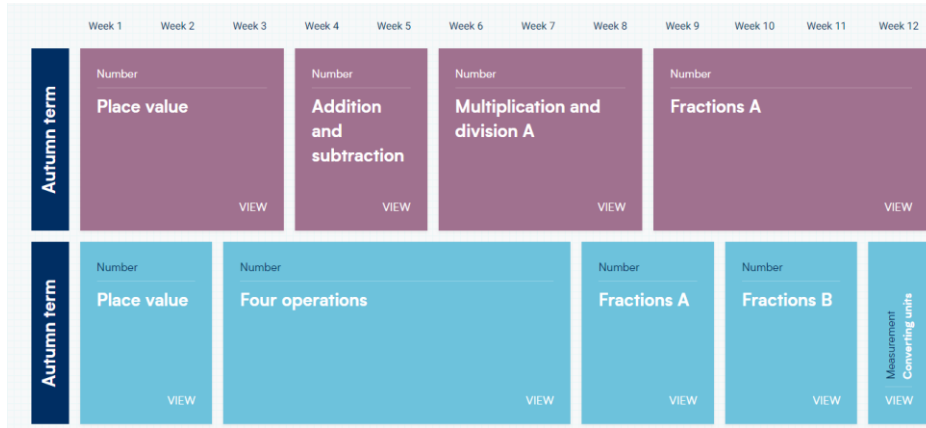 Week 1 Week 2 Week 3 Week 4 Week 5 Week 6 Week 7 Week 8 Week 9 Week 10 Week 11 Week 12
Autumn term
Number
Place value
VIEW
Number
Addition
and
subtraction
VIEW
Number
Multiplication and
division A
VIEW
Number
Fractions A
VIEW
Autumn term
Number
Place value
VIEW
Number
Four operations
VIEW
Number
Fractions A
VIEW
Number
Fractions B
VIEW
Measurement
Converting units
VIEW